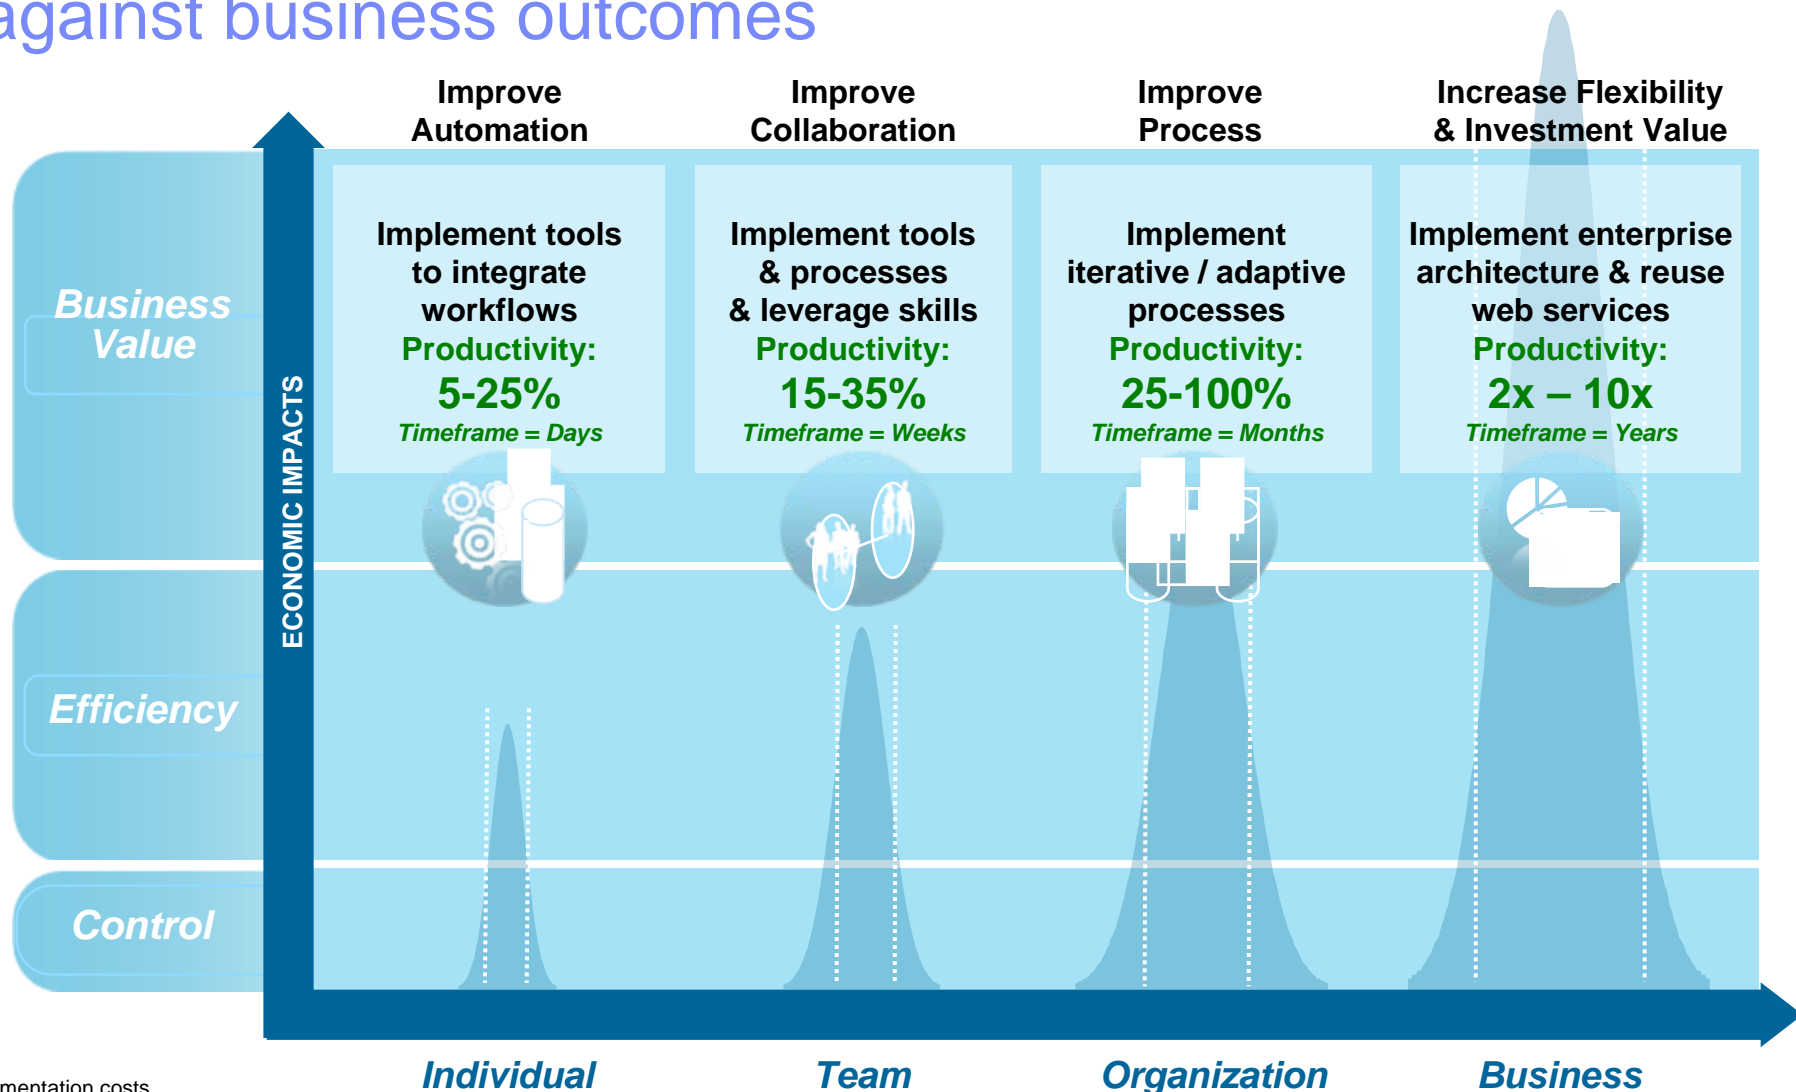 against business outcomes
Improve
Automation
Improve
Collaboration
Improve
Process
Increase Flexibility
& Investment Value
Business
Value
Efficiency
Control
ECONOMIC IMPACTS
Implement tools
to integrate
workflows
Productivity:
5-25%
Timeframe = Days
Implement tools
& processes
& leverage skills
Productivity:
15-35%
Timeframe = Weeks
Implement
iterative / adaptive
processes
Productivity:
25-100%
Timeframe = Months
Implement enterprise
architecture & reuse
web services
Productivity:
2x – 10x
Timeframe = Years
Individual
Team
Organization
Business
costs